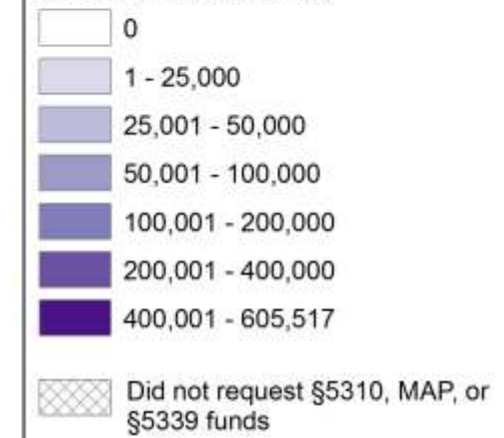 0
1 - 25,000
25,001 - 50,000
50,001 - 100,000
100,001 - 200,000
200,001 - 400,000
400,001 - 605,517
Did not request §5310, MAP, or
§5339 funds